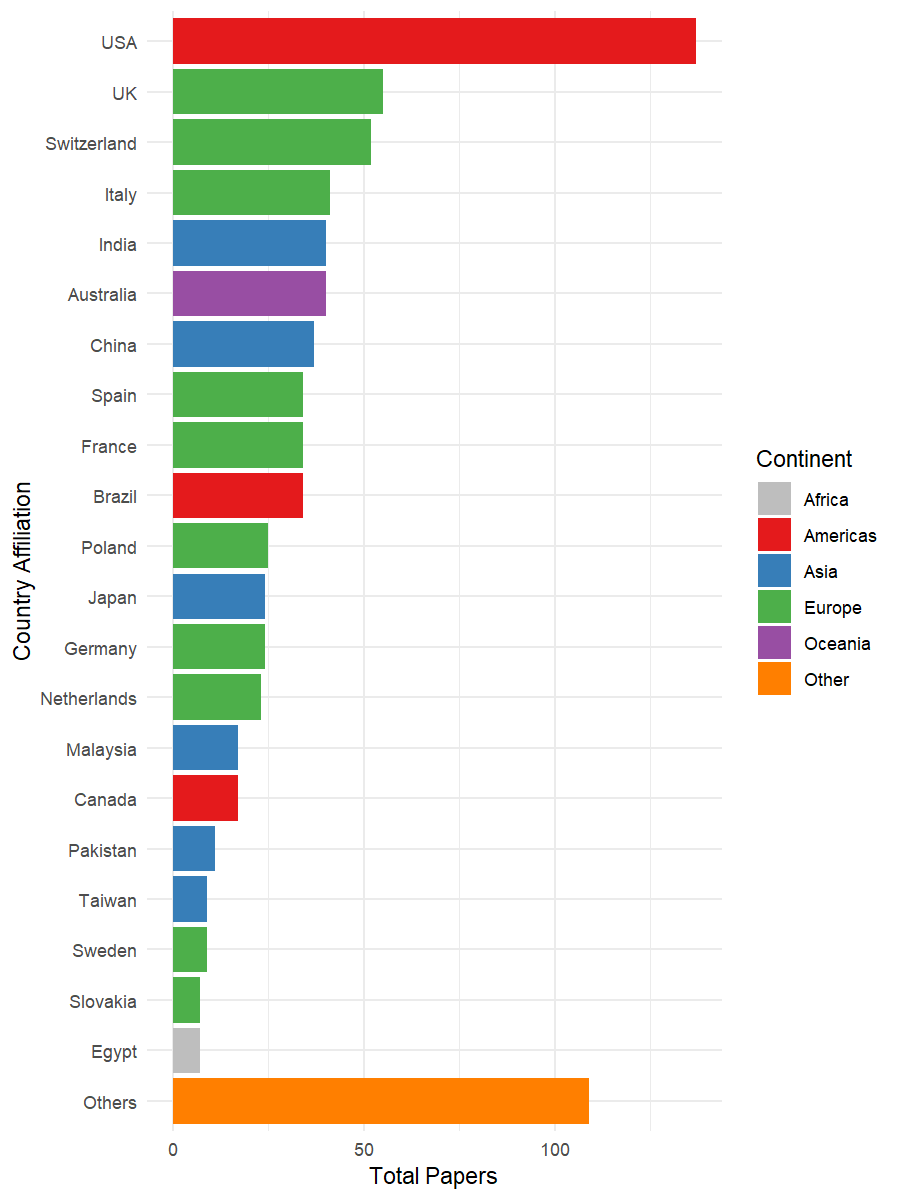 USA
UK
Switzerland
Italy
India
Australia
China
Spain
France
Brazil
Poland
Japan
Germany
Netherlands
Malaysia
Canada
Pakistan
Taiwan
Sweden
Slovakia
Egypt
Others
Country Affiliation
0 50 100
Total Papers
Continent
Africa
Americas
Asia
Europe
Oceania
Other